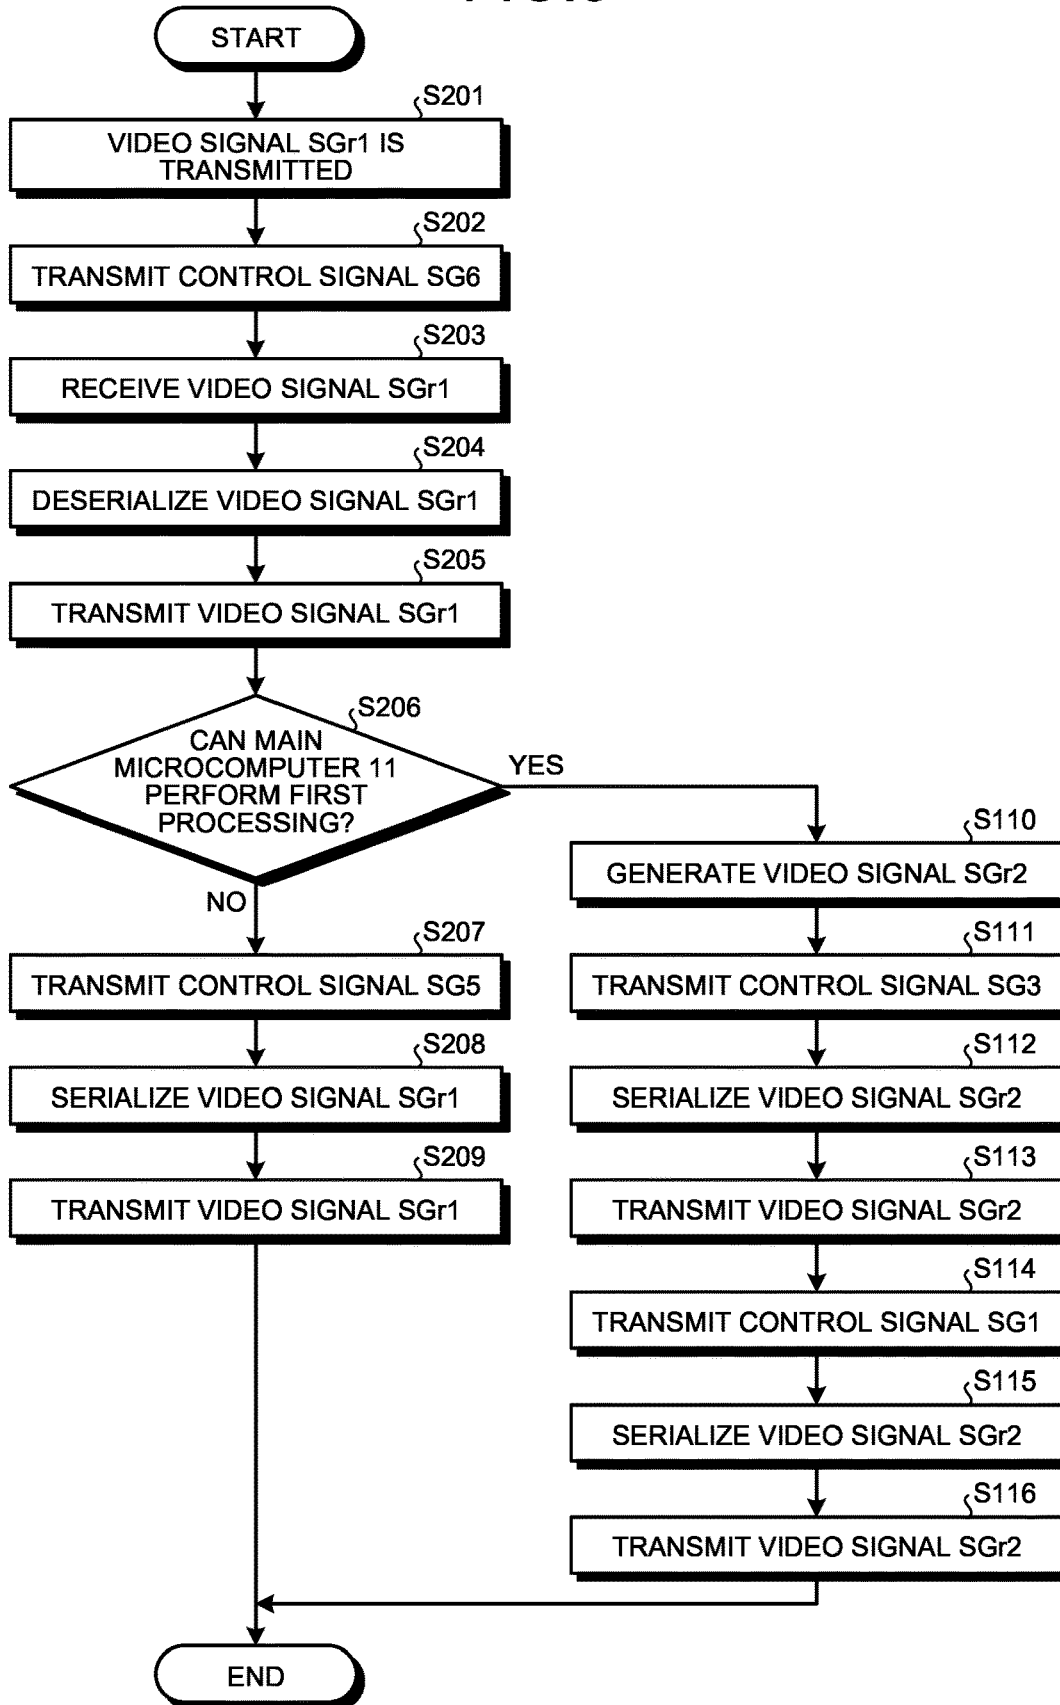 START
S201
VIDEO SIGNAL SGr1 IS
TRANSMITTED
S202
TRANSMIT CONTROL SIGNAL SG6
S203
RECEIVE VIDEO SIGNAL SGr1
S204
DESERIALIZE VIDEO SIGNAL SGr1
S205
TRANSMIT VIDEO SIGNAL SGr1
S206
CAN MAIN
MICROCOMPUTER 11
PERFORM FIRST
PROCESSING?
YES
NO
S207
TRANSMIT CONTROL SIGNAL SG5
S208
SERIALIZE VIDEO SIGNAL SGr1
S209
TRANSMIT VIDEO SIGNAL SGr1
S110
GENERATE VIDEO SIGNAL SGr2
S111
TRANSMIT CONTROL SIGNAL SG3
S112
SERIALIZE VIDEO SIGNAL SGr2
S113
TRANSMIT VIDEO SIGNAL SGr2
S114
TRANSMIT CONTROL SIGNAL SG1
S115
SERIALIZE VIDEO SIGNAL SGr2
S116
TRANSMIT VIDEO SIGNAL SGr2
END